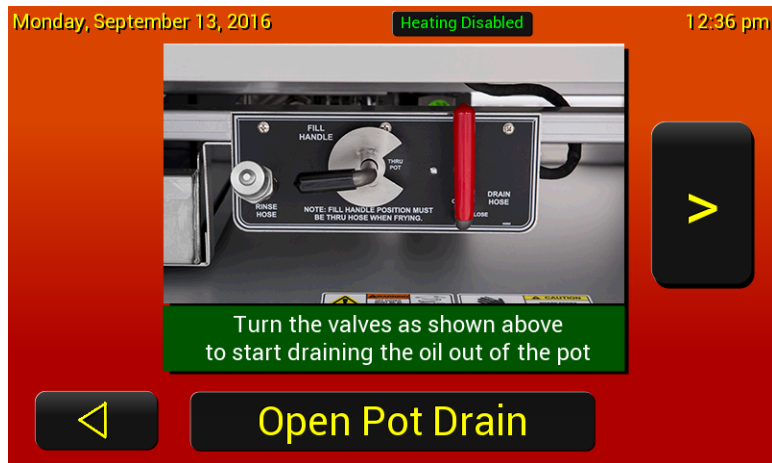 Monday, September 13, 2016
Heating Disabled
12:36 pm
FILL
HANDLE
THRU
POT
RINSE
HOSE
DRAIN
HOSE
CLOSE
NOTE: FILL HANDLE POSITION MUST
BE THRU HOSE WHEN FRYING.
CAUTION
>
Turn the valves as shown above
to start draining the oil out of the pot
Open Pot Drain